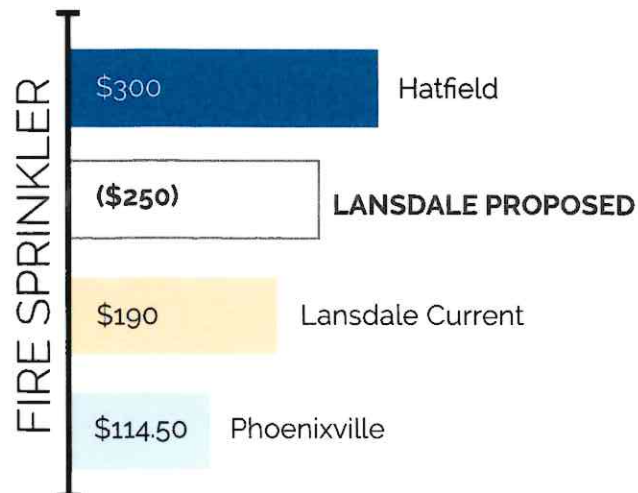 FIRE SPRINKLER
$300 Hatfield
($250) LANSDALE PROPOSED
$190 Lansdale Current
$114.50 Phoenixville